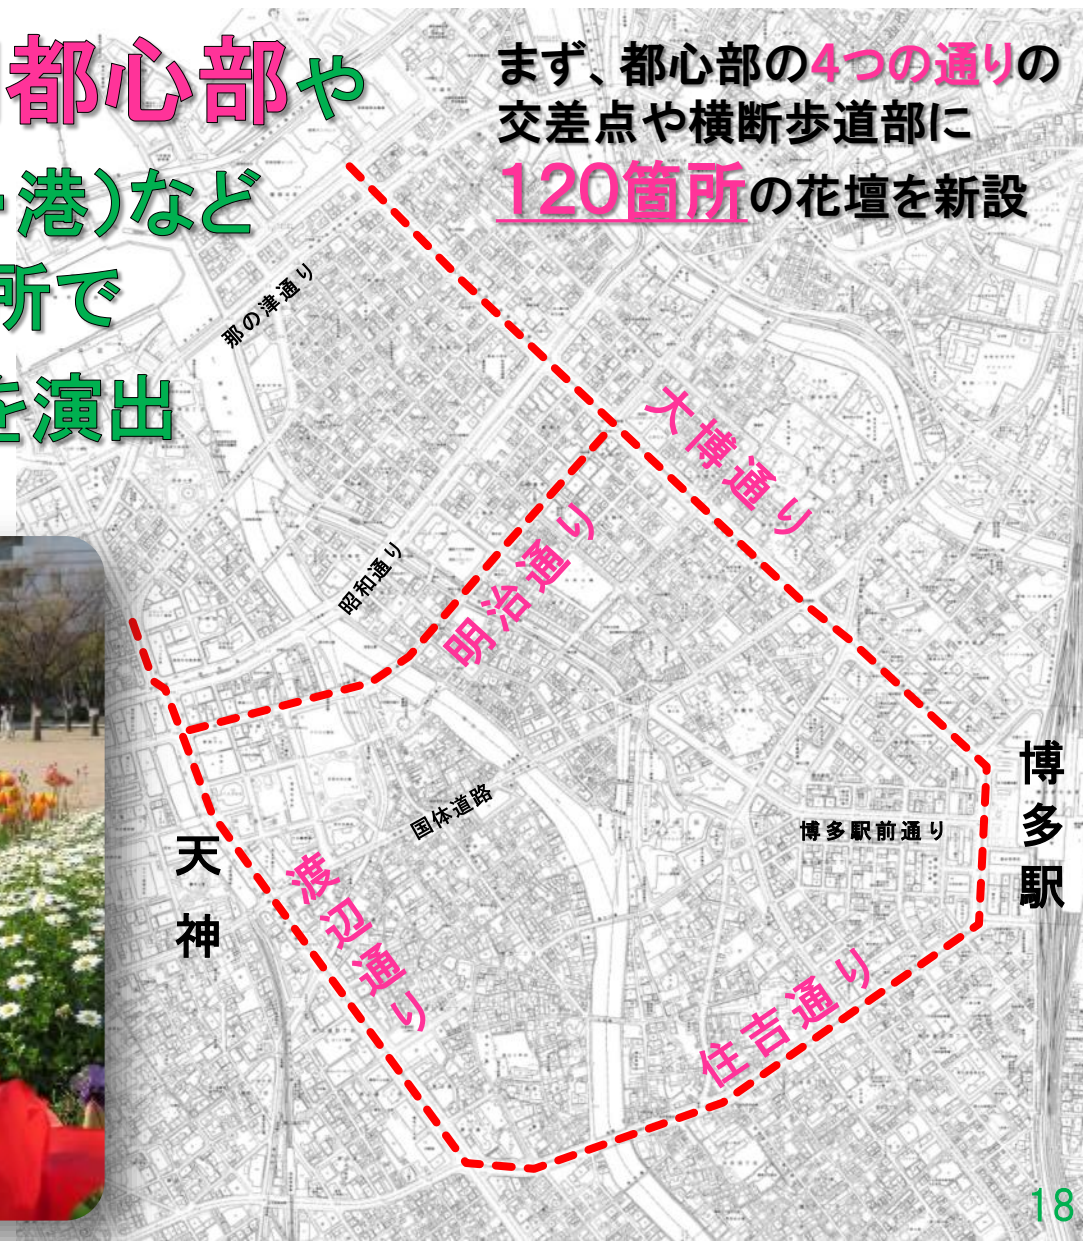 都心部や
港)など
所で
を演出
まず、都心部の4つの通りの
交差点や横断歩道部に
120箇所の花壇を新設
那の津通り
大博通り
昭和通り
明治通り
国体道路
博多駅前通り
博多駅
天神
渡辺通り
住吉通り
18